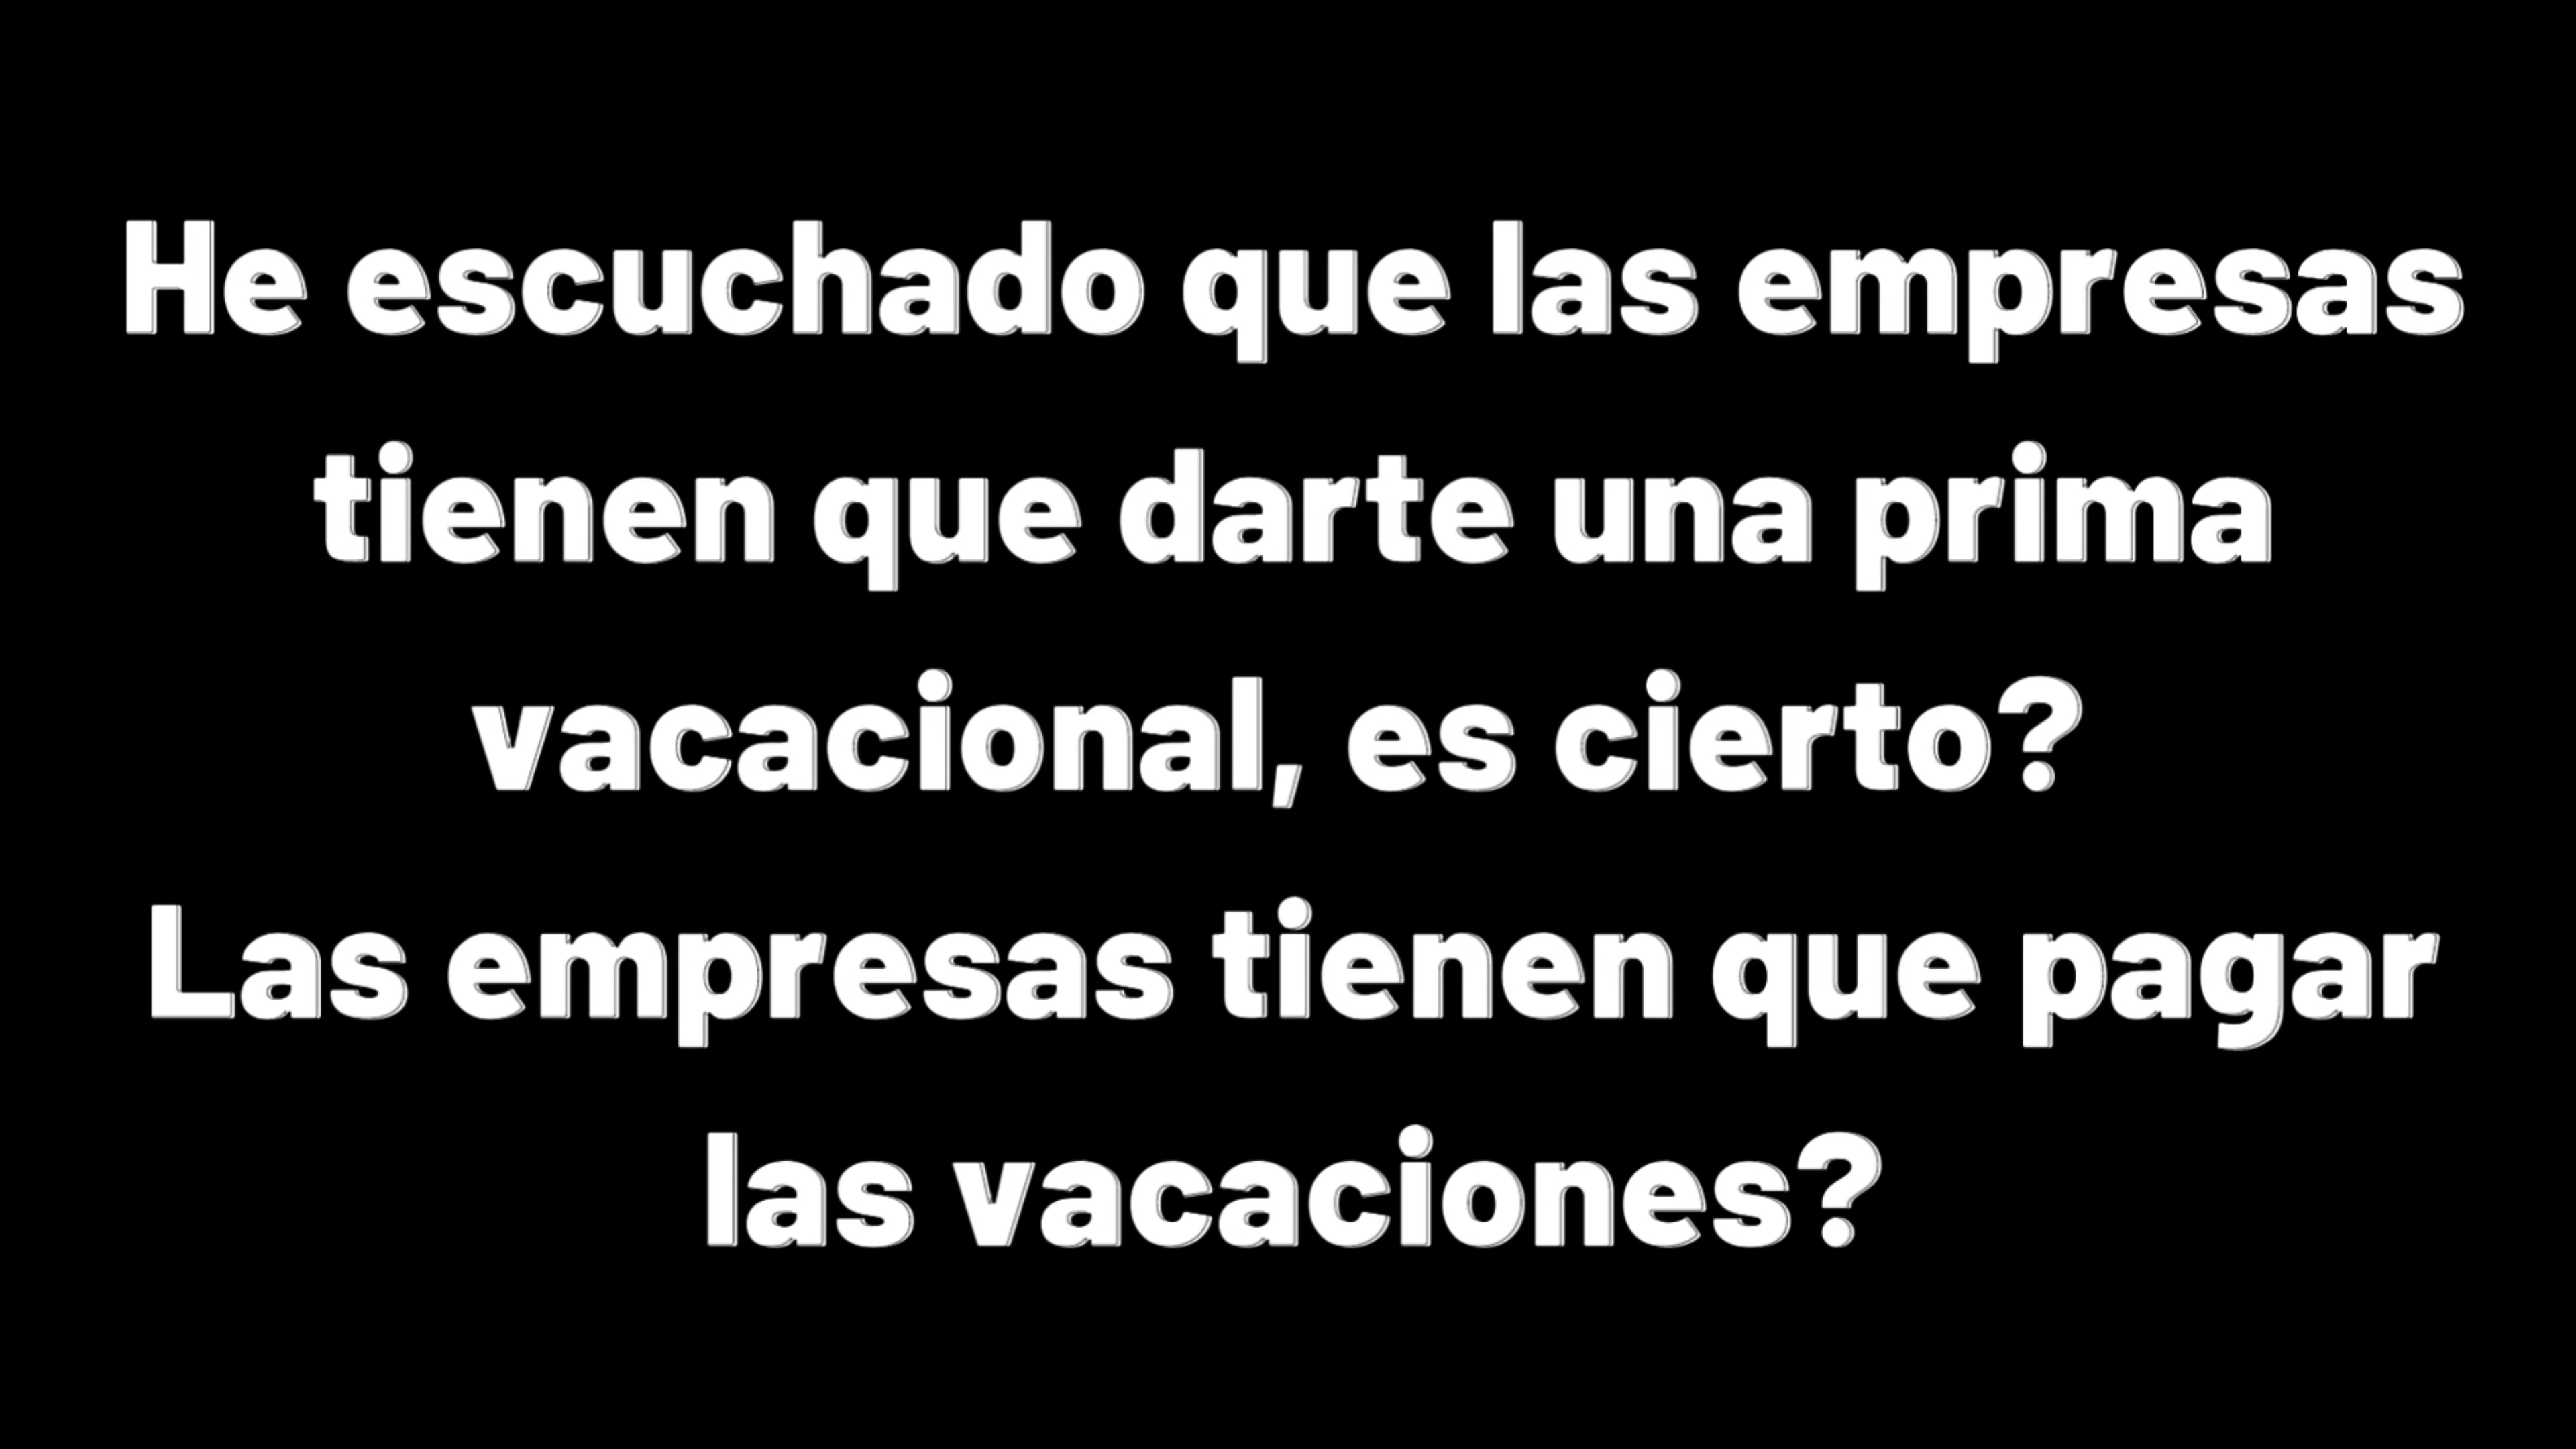 He escuchado que las empresas
tienen que darte una prima
vacacional, es cierto?
Las empresas tienen que pagar
las vacaciones?